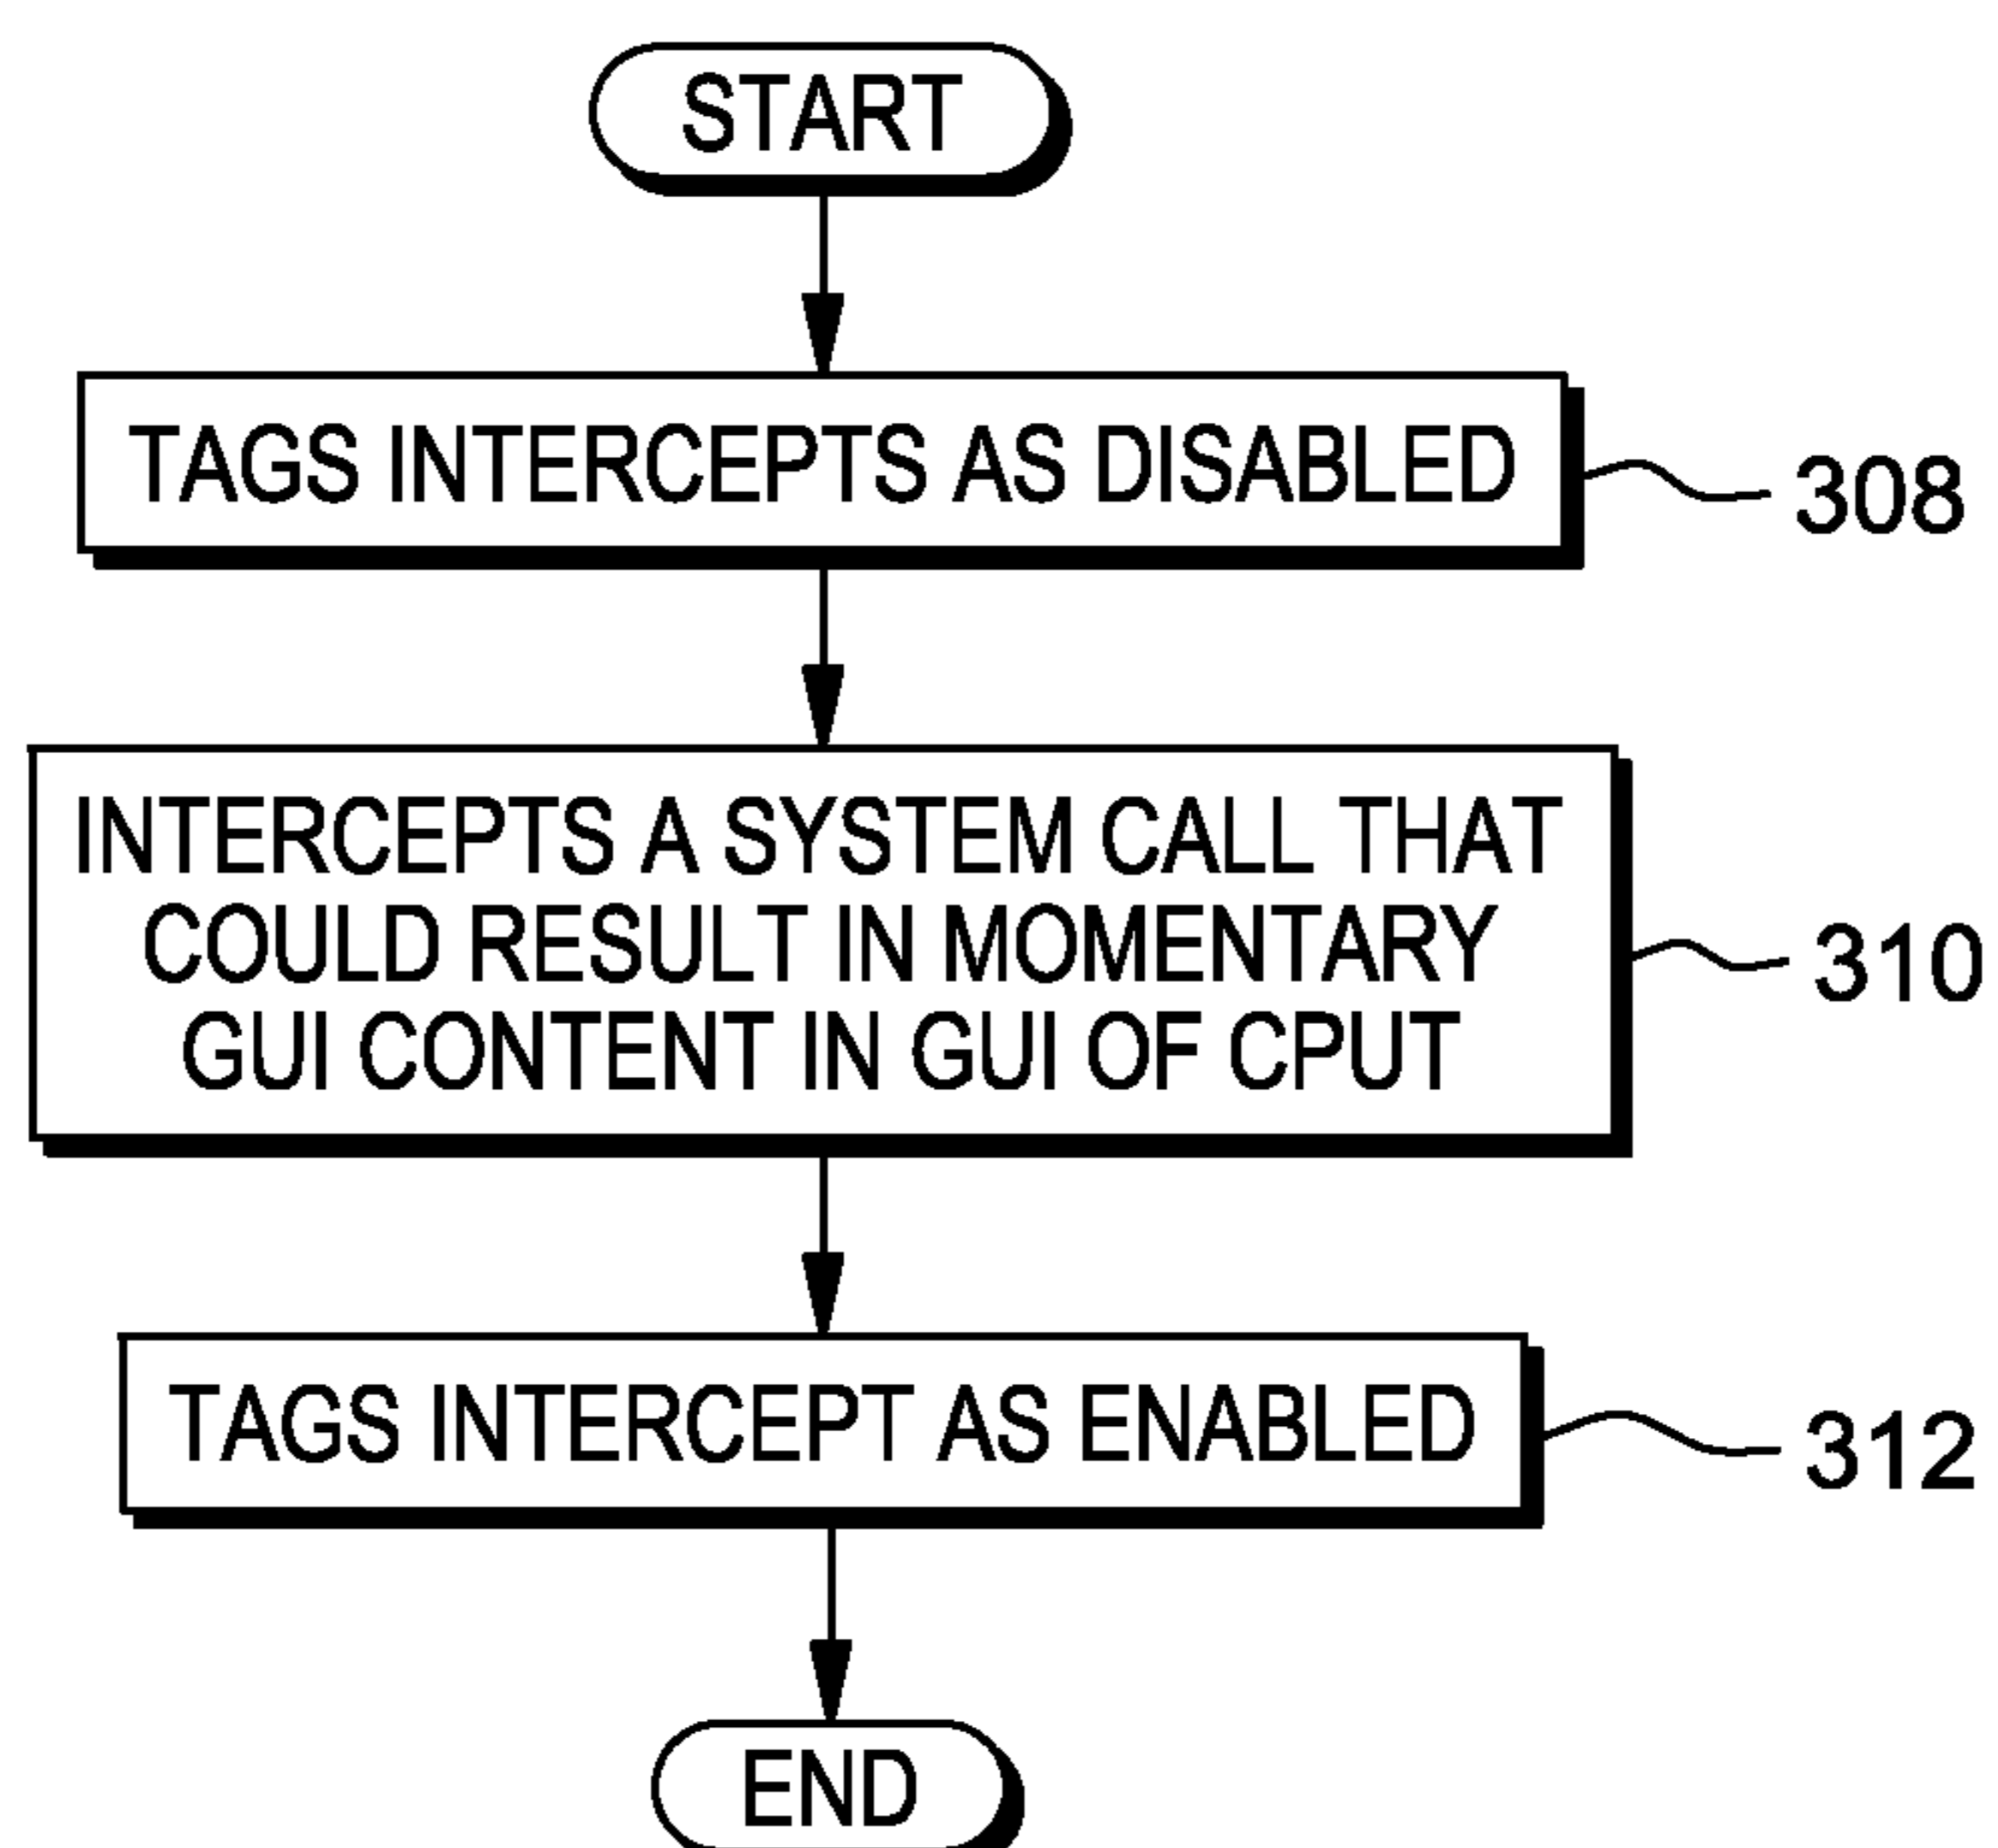 START
TAGS INTERCEPTS AS DISABLED
308
INTERCEPTS A SYSTEM CALL THAT
COULD RESULT IN MOMENTARY
GUI CONTENT IN GUI OF CPUT
310
TAGS INTERCEPT AS ENABLED
312
END